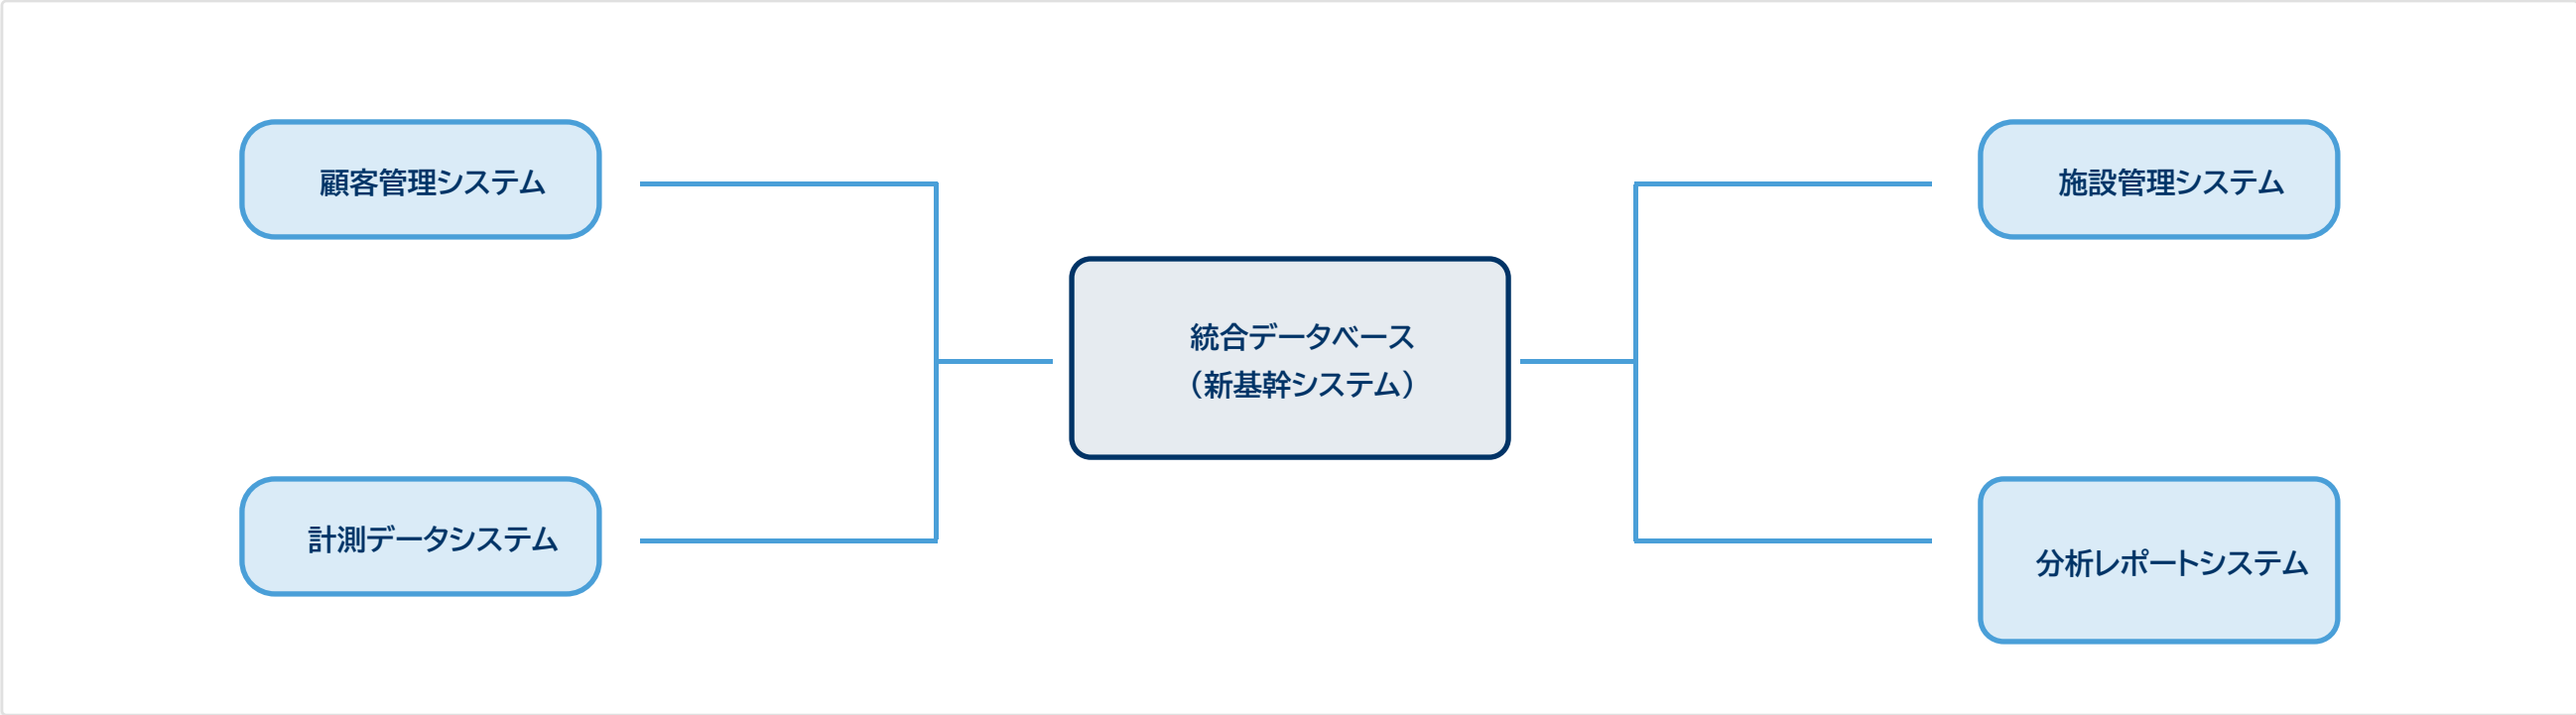 顧客管理システム
施設管理システム
統合データベース
（新基幹システム）
計測データシステム
分析レポートシステム